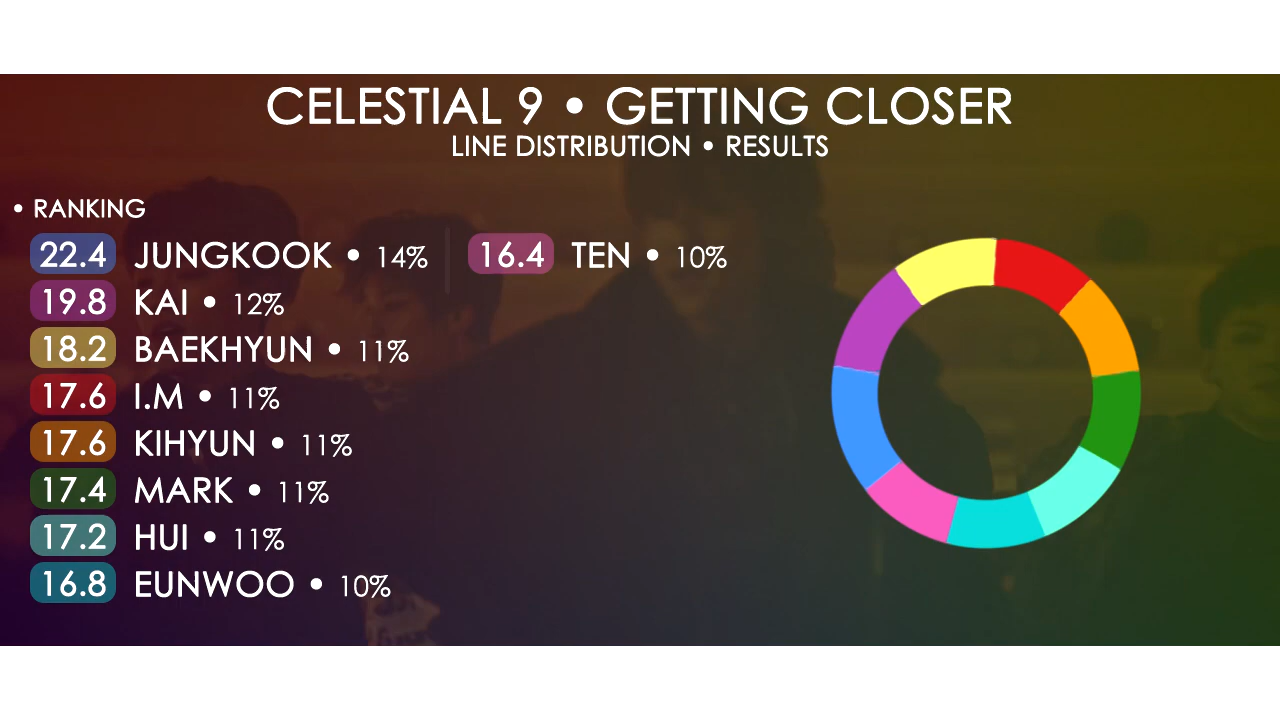 CELESTIAL 9 • GETTING CLOSER
LINE DISTRIBUTION • RESULTS
• RANKING
22.4 JUNGKOOK • 14%
19.8 KAI • 12%
18.2 BAEKHYUN • 11%
17.6 I.M • 11%
17.6 KIHYUN • 11%
17.4 MARK • 11%
17.2 HUI • 11%
16.8 EUNWOO • 10%
16.4 TEN • 10%